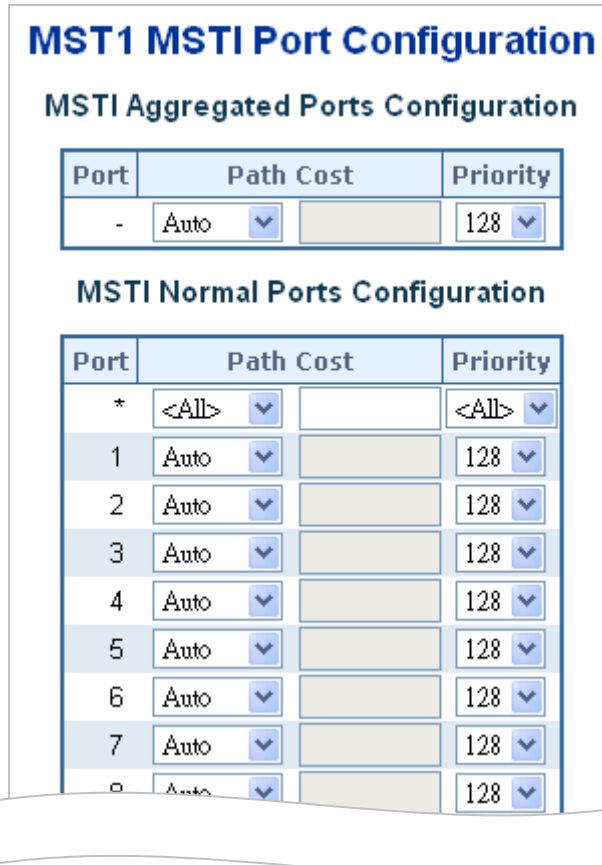 MST1 MSTI Port Configuration
MSTI Aggregated Ports Configuration
Port Path Cost Priority
- Auto 128
MSTI Normal Ports Configuration
Port Path Cost Priority
* <All> <All>
1 Auto 128
2 Auto 128
3 Auto 128
4 Auto 128
5 Auto 128
6 Auto 128
7 Auto 128
8 Auto 128